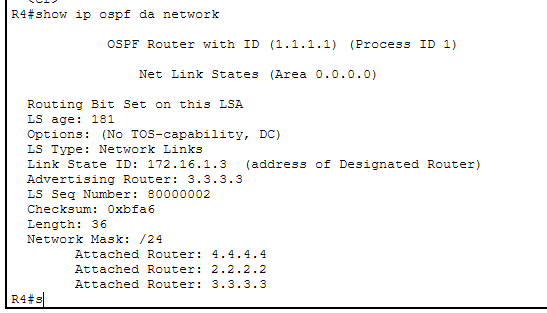 R4#show ip ospf da network
OSPF Router with ID (1.1.1.1) (Process ID 1)
Net Link States (Area 0.0.0.0)
Routing Bit Set on this LSA
LS age: 181
Options: (No TOS-capability, DC)
LS Type: Network Links
Link State ID: 172.16.1.3  (address of Designated Router)
Advertising Router: 3.3.3.3
LS Seq Number: 80000002
Checksum: 0xbfa6
Length: 36
Network Mask: /24
Attached Router: 4.4.4.4
Attached Router: 2.2.2.2
Attached Router: 3.3.3.3
R4#s